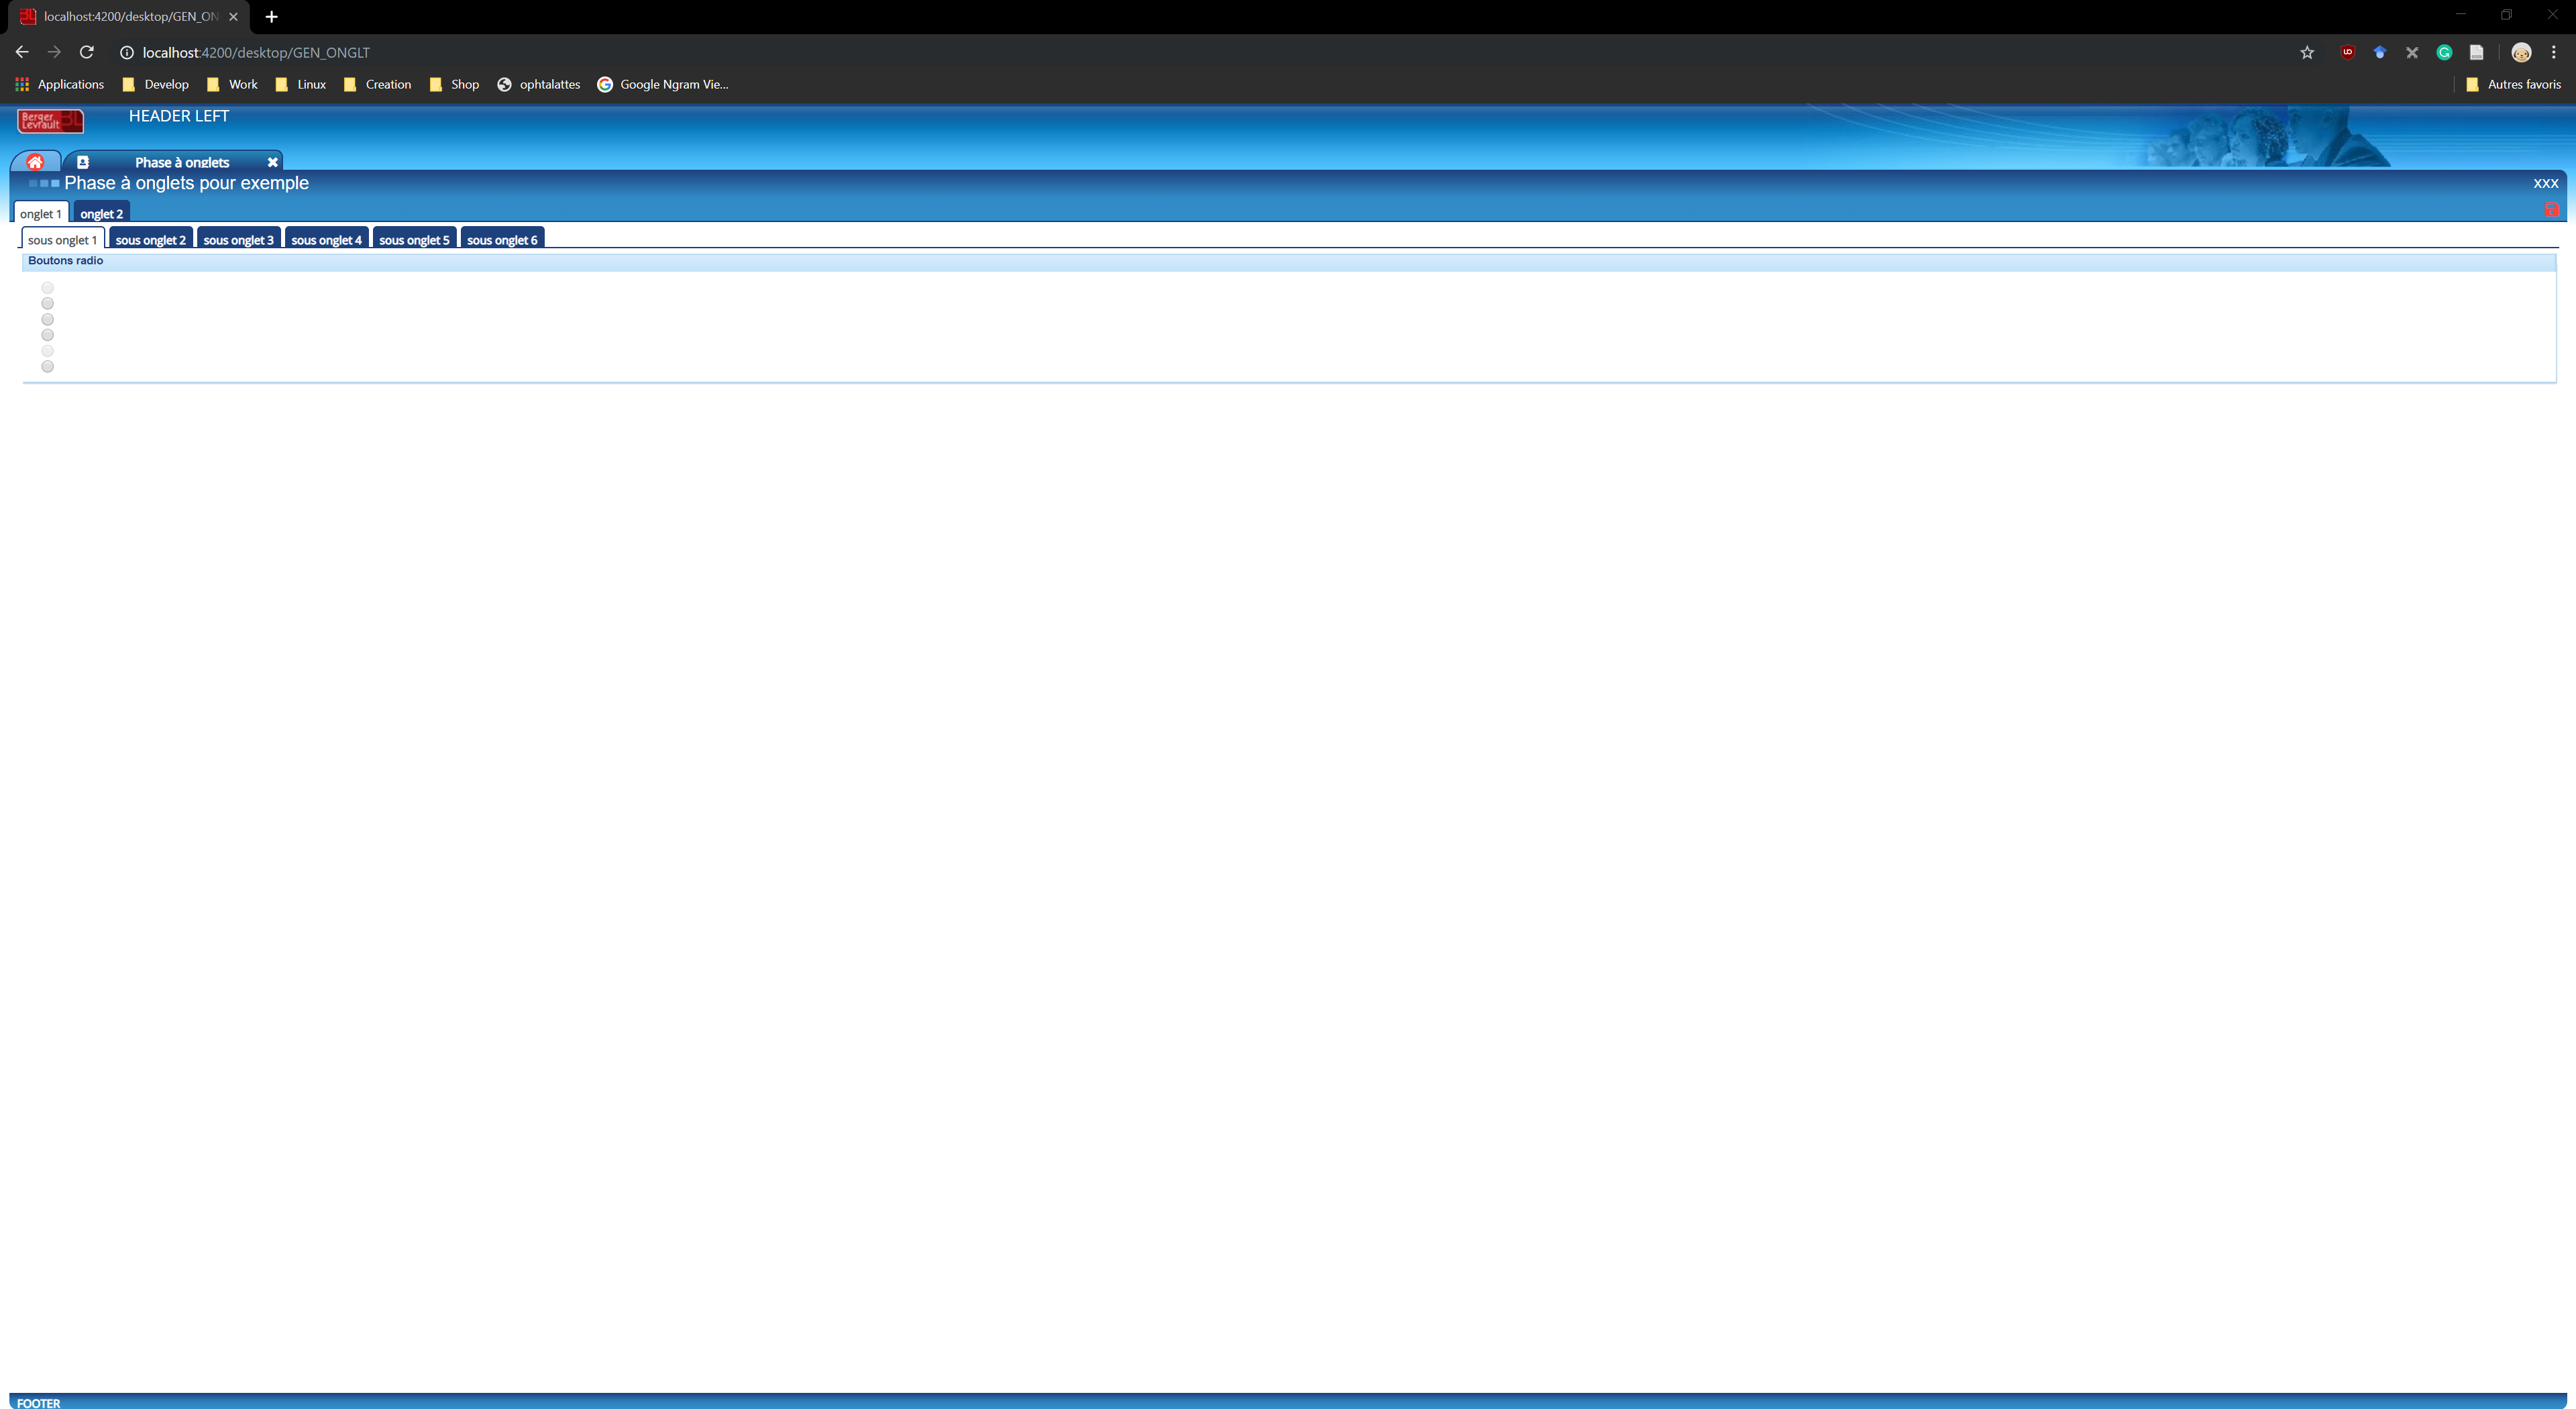 localhost:4200/desktop/GEN_ON
localhost:4200/desktop/GEN_ONGLT
Applications Develop Work Linux Creation Shop ophtalattes Google Ngram Vie... Autres favoris
Berger Levrault BL HEADER LEFT
Phase à onglets
Phase à onglets pour exemple XXX
onglet 1 onglet 2
sous onglet 1 sous onglet 2 sous onglet 3 sous onglet 4 sous onglet 5 sous onglet 6
Boutons radio
FOOTER